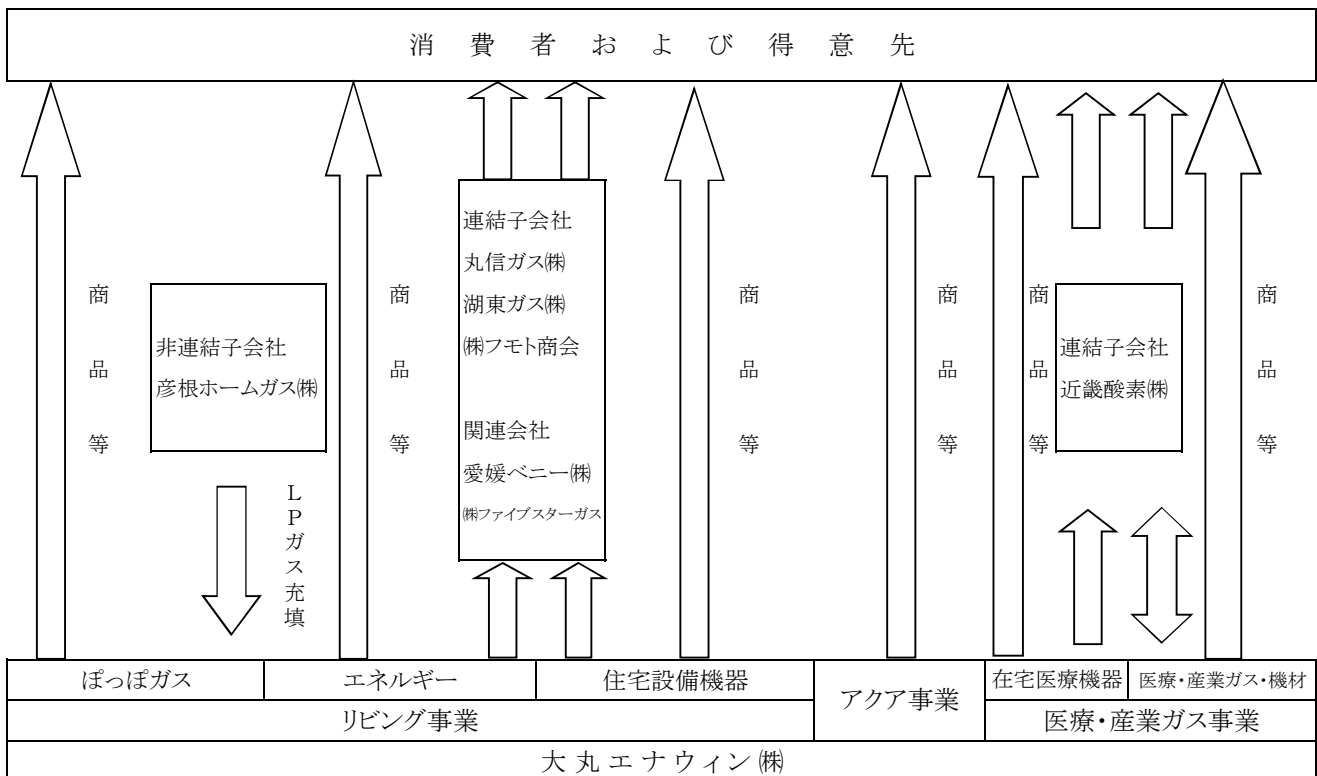 消費者および得意先
商品等
非連結子会社
彦根ホームガス㈱
LPガス充填
商品等
連結子会社
丸信ガス㈱
湖東ガス㈱
㈱フモト商会
関連会社
愛媛ベニー㈱
㈱ファイブスターガス
商品等
商品等
商品等
連結子会社
近畿酸素㈱
商品等
ぽっぽガス
エネルギー
住宅設備機器
アクア事業
在宅医療機器
医療・産業ガス・機材
リビング事業
医療・産業ガス事業
大丸エナウィン㈱